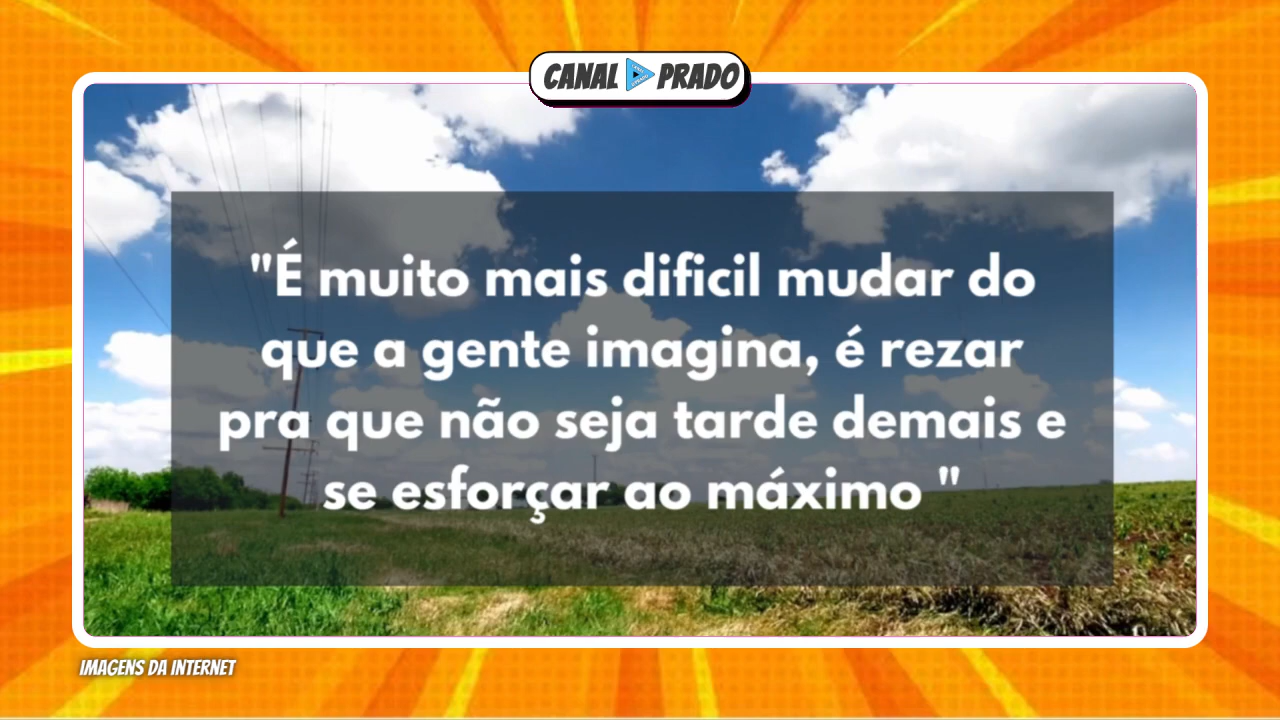 CANAL PRADO
"É muito mais dificil mudar do
que a gente imagina, é rezar
pra que não seja tarde demais e
se esforçar ao máximo "
IMAGENS DA INTERNET